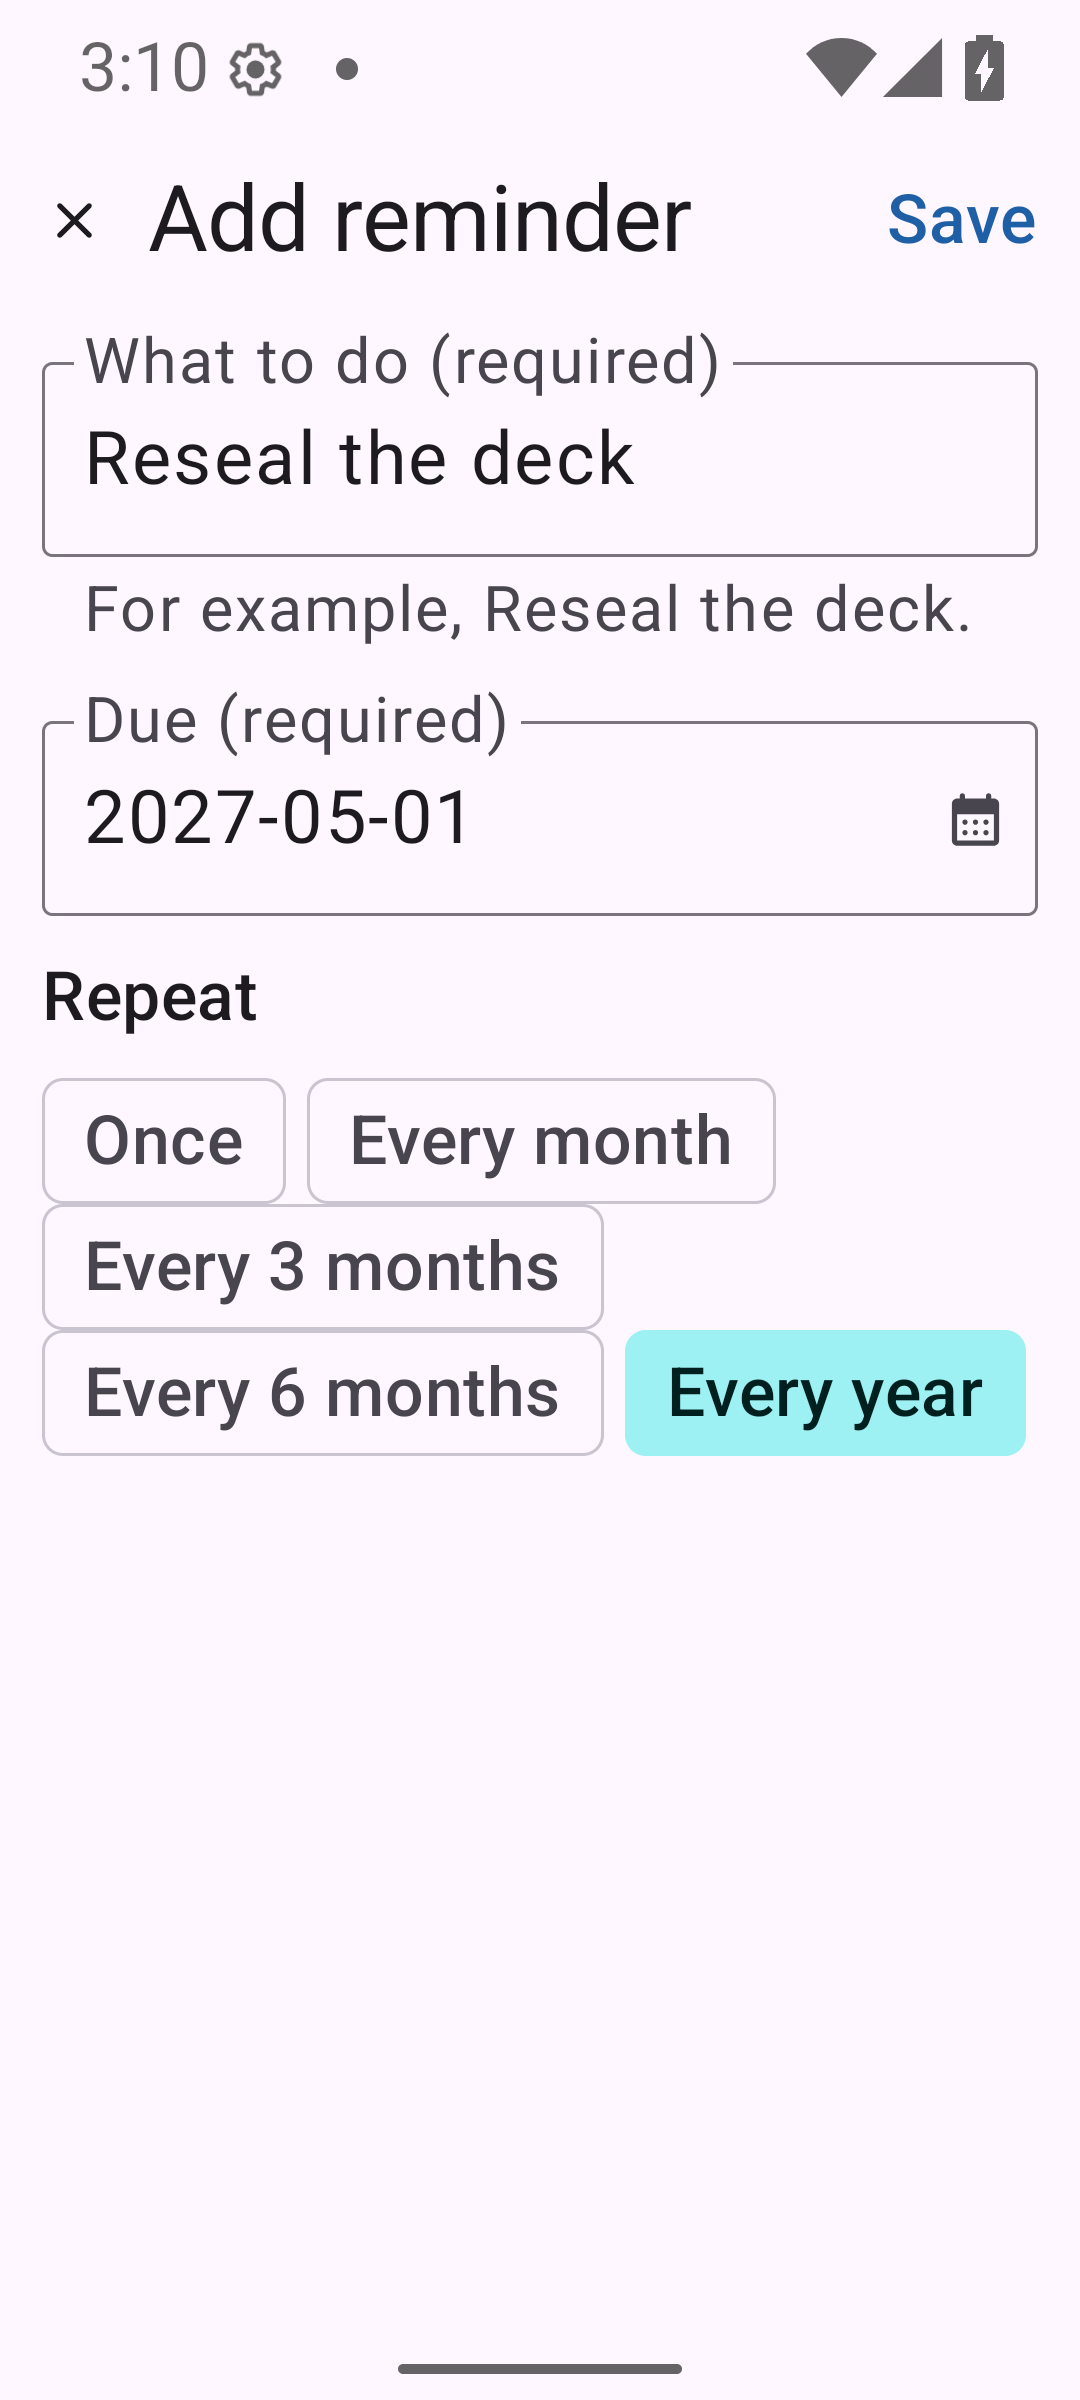 3:10
Add reminder
Save
What to do (required)
Reseal the deck
For example, Reseal the deck.
Due (required)
2027-05-01
Repeat
Once
Every month
Every 3 months
Every 6 months
Every year